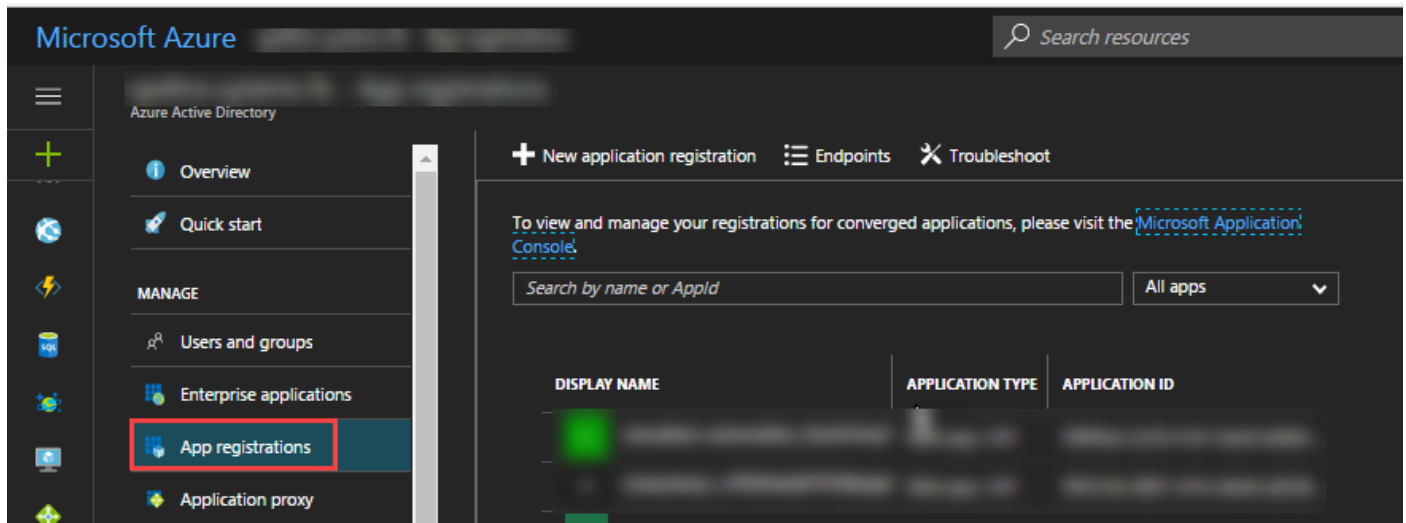 Microsoft Azure
Search resources
Azure Active Directory
Overview
Quick start
MANAGE
Users and groups
Enterprise applications
App registrations
Application proxy
New application registration
Endpoints
Troubleshoot
To view and manage your registrations for converged applications, please visit the Microsoft Application
Console.
Search by name or AppId
All apps
DISPLAY NAME
APPLICATION TYPE
APPLICATION ID
SQL